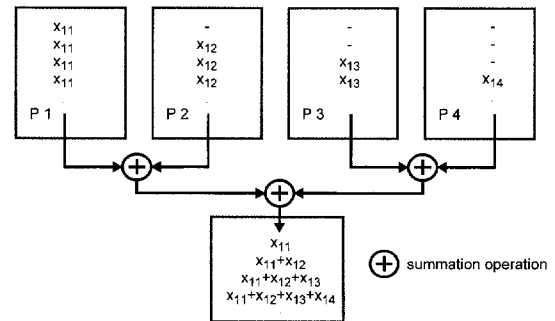 x11
x11
x11
x11
P 1
-
x12
x12
x12
P 2
-
-
x13
x13
P 3
-
-
-
x14
P 4
x11
x11+x12
x11+x12+x13
x11+x12+x13+x14
+ summation operation